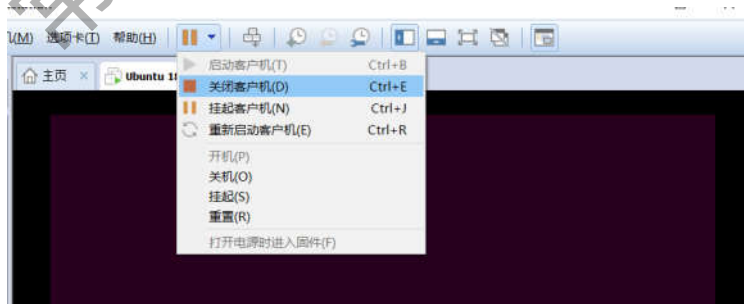 (M) 选项卡(T) 帮助(H)
主页 × Ubuntu 18
启动客户机(T) Ctrl+B
关闭客户机(D) Ctrl+E
挂起客户机(N) Ctrl+J
重新启动客户机(E) Ctrl+R
开机(P)
关机(O)
挂起(S)
重置(R)
打开电源时进入固件(F)